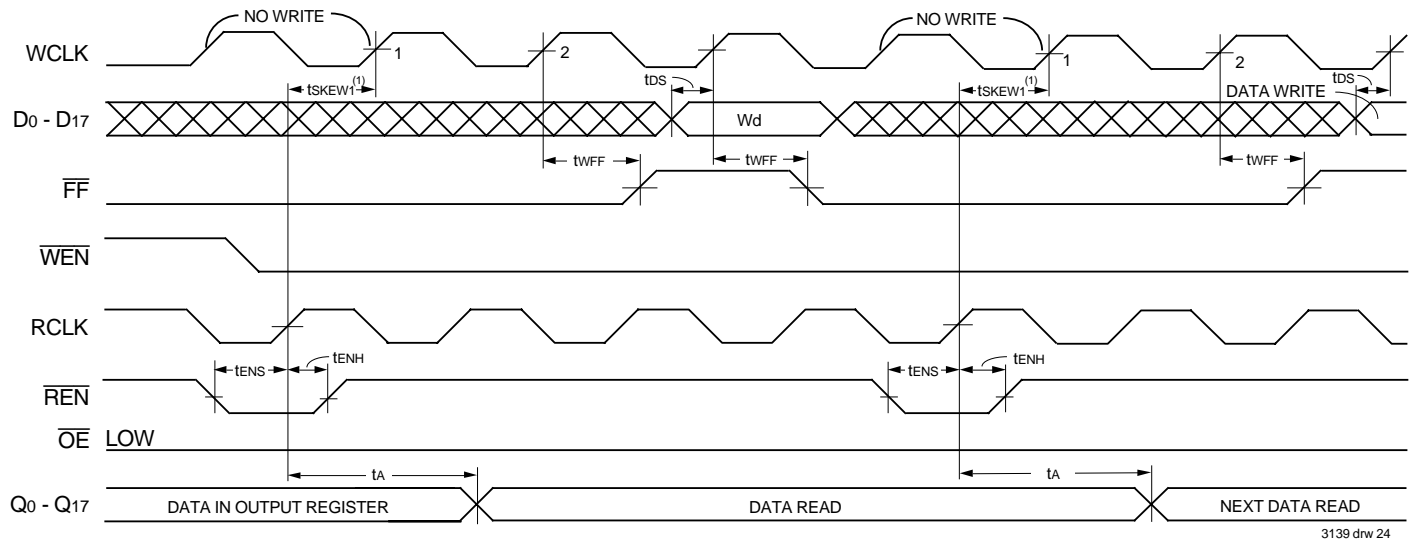 NO WRITE
NO WRITE
WCLK
1
2
1
2
tSKEW1(1)
tDS
tSKEW1(1)
tDS
DATA WRITE
D0 - D17
Wd
tWFF
tWFF
tWFF
FF
WEN
RCLK
tENS
tENH
tENS
tENH
REN
OE LOW
tA
tA
Q0 - Q17
DATA IN OUTPUT REGISTER
DATA READ
NEXT DATA READ
3139 drw 24